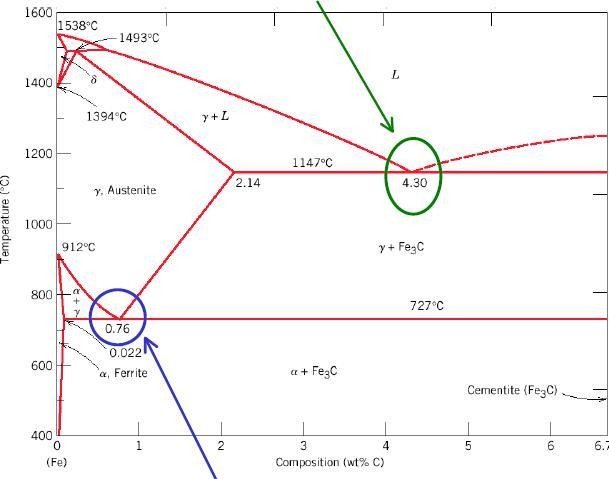 1600
1538°C
1493°C
δ
L
1400
1394°C
γ + L
1200
1147°C
2.14
4.30
γ, Austenite
1000
γ + Fe₃C
912°C
800
α
+
γ
727°C
0.76
0.022
600
α, Ferrite
α + Fe₃C
Cementite (Fe₃C)
400
0
1
2
3
4
5
6
6.7
(Fe)
Composition (wt% C)
Temperature (°C)